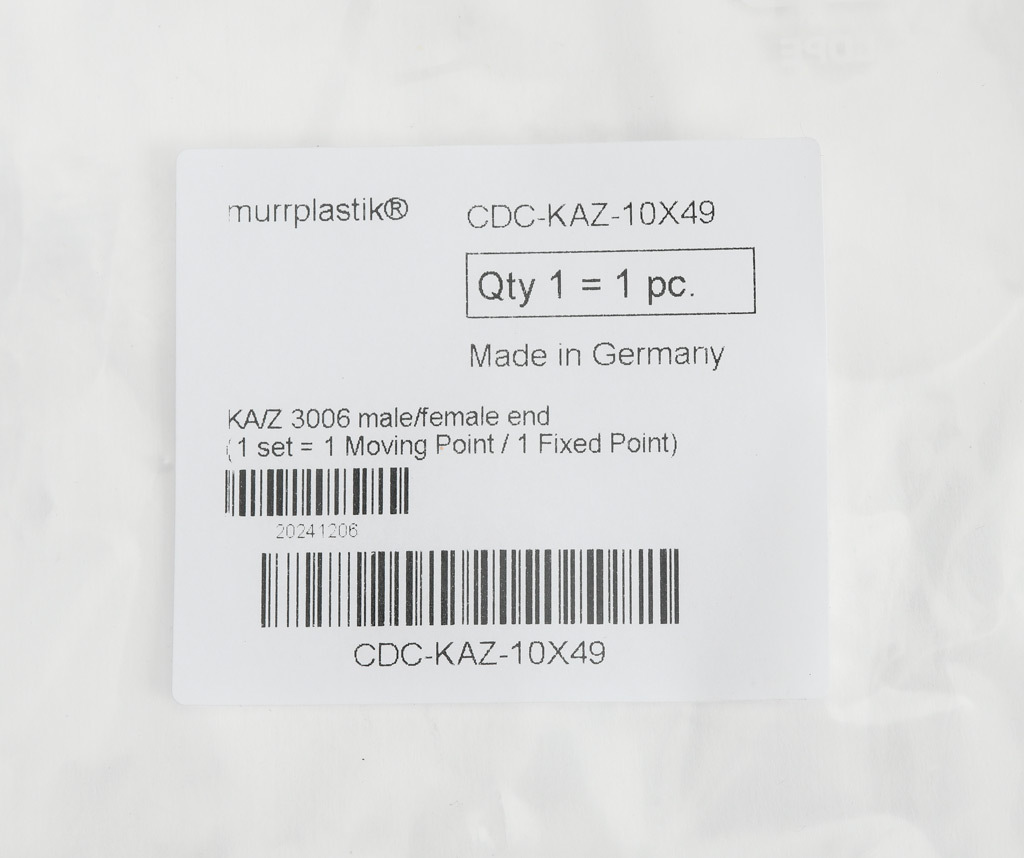 murrplastik®
CDC-KAZ-10X49
Qty 1 = 1 pc.
Made in Germany
KA/Z 3006 male/female end
(1 set = 1 Moving Point / 1 Fixed Point)
20241206
CDC-KAZ-10X49